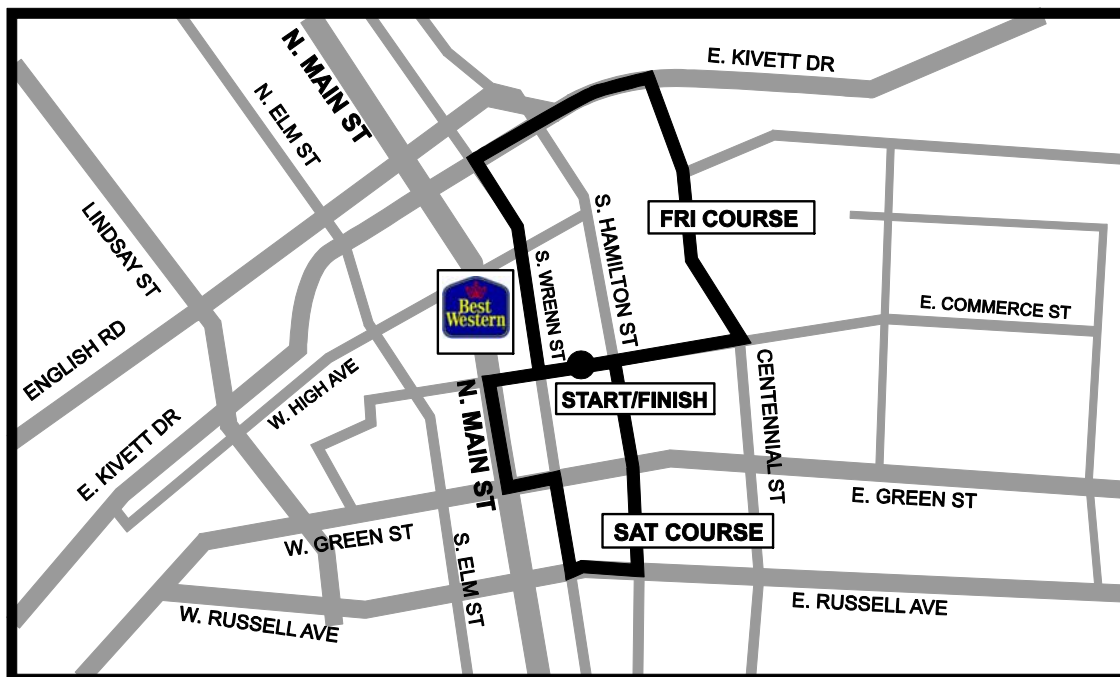 E. KIVETT DR
N. MAIN ST
N. ELM ST
LINDSAY ST
S. HAMILTON ST
FRI COURSE
S. WRENN ST
Best
Western
E. COMMERCE ST
ENGLISH RD
W. HIGH AVE
START/FINISH
CENTENNIAL ST
N. MAIN ST
E. KIVETT DR
E. GREEN ST
SAT COURSE
W. GREEN ST
S. ELM ST
E. RUSSELL AVE
W. RUSSELL AVE